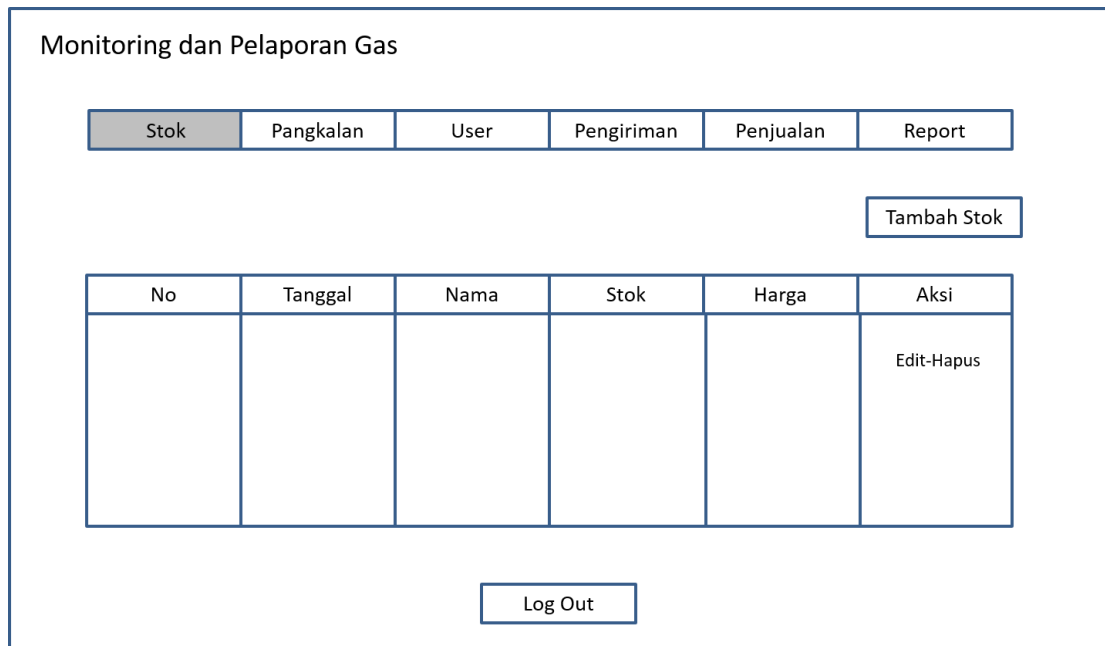 Monitoring dan Pelaporan Gas
Stok Pangkalan User Pengiriman Penjualan Report
Tambah Stok
No Tanggal Nama Stok Harga Aksi
Edit-Hapus
Log Out